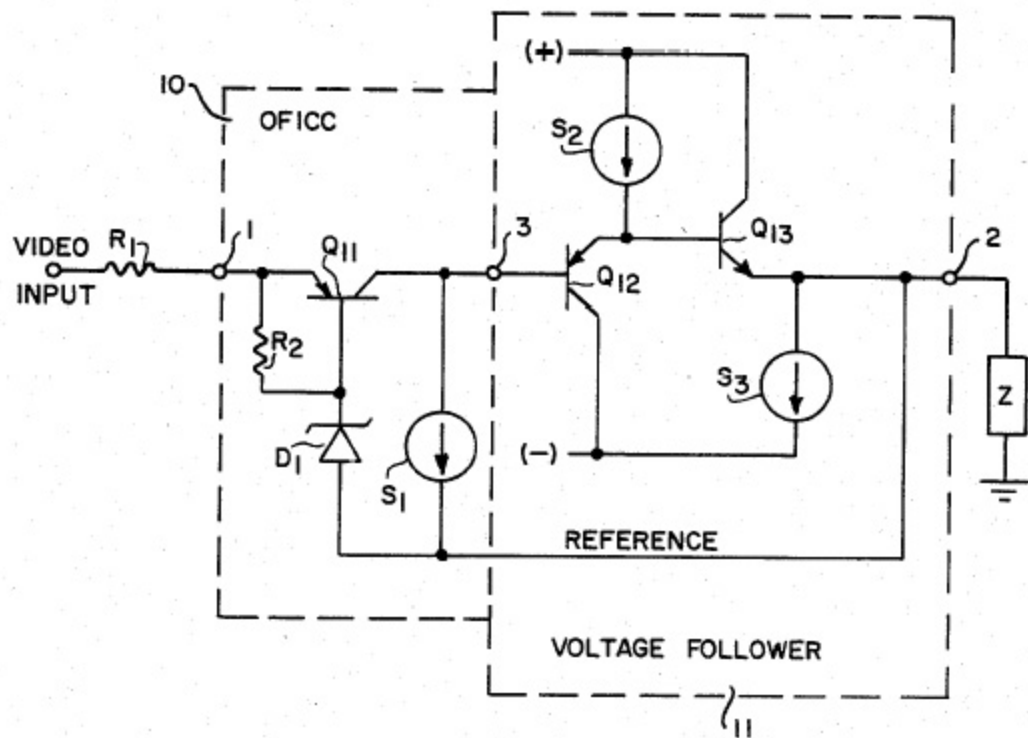 (+)
10
OFICC
S2
VIDEO
INPUT
R1
1
Q11
3
Q12
Q13
2
R2
S3
Z
D1
S1
(-)
REFERENCE
VOLTAGE FOLLOWER
11